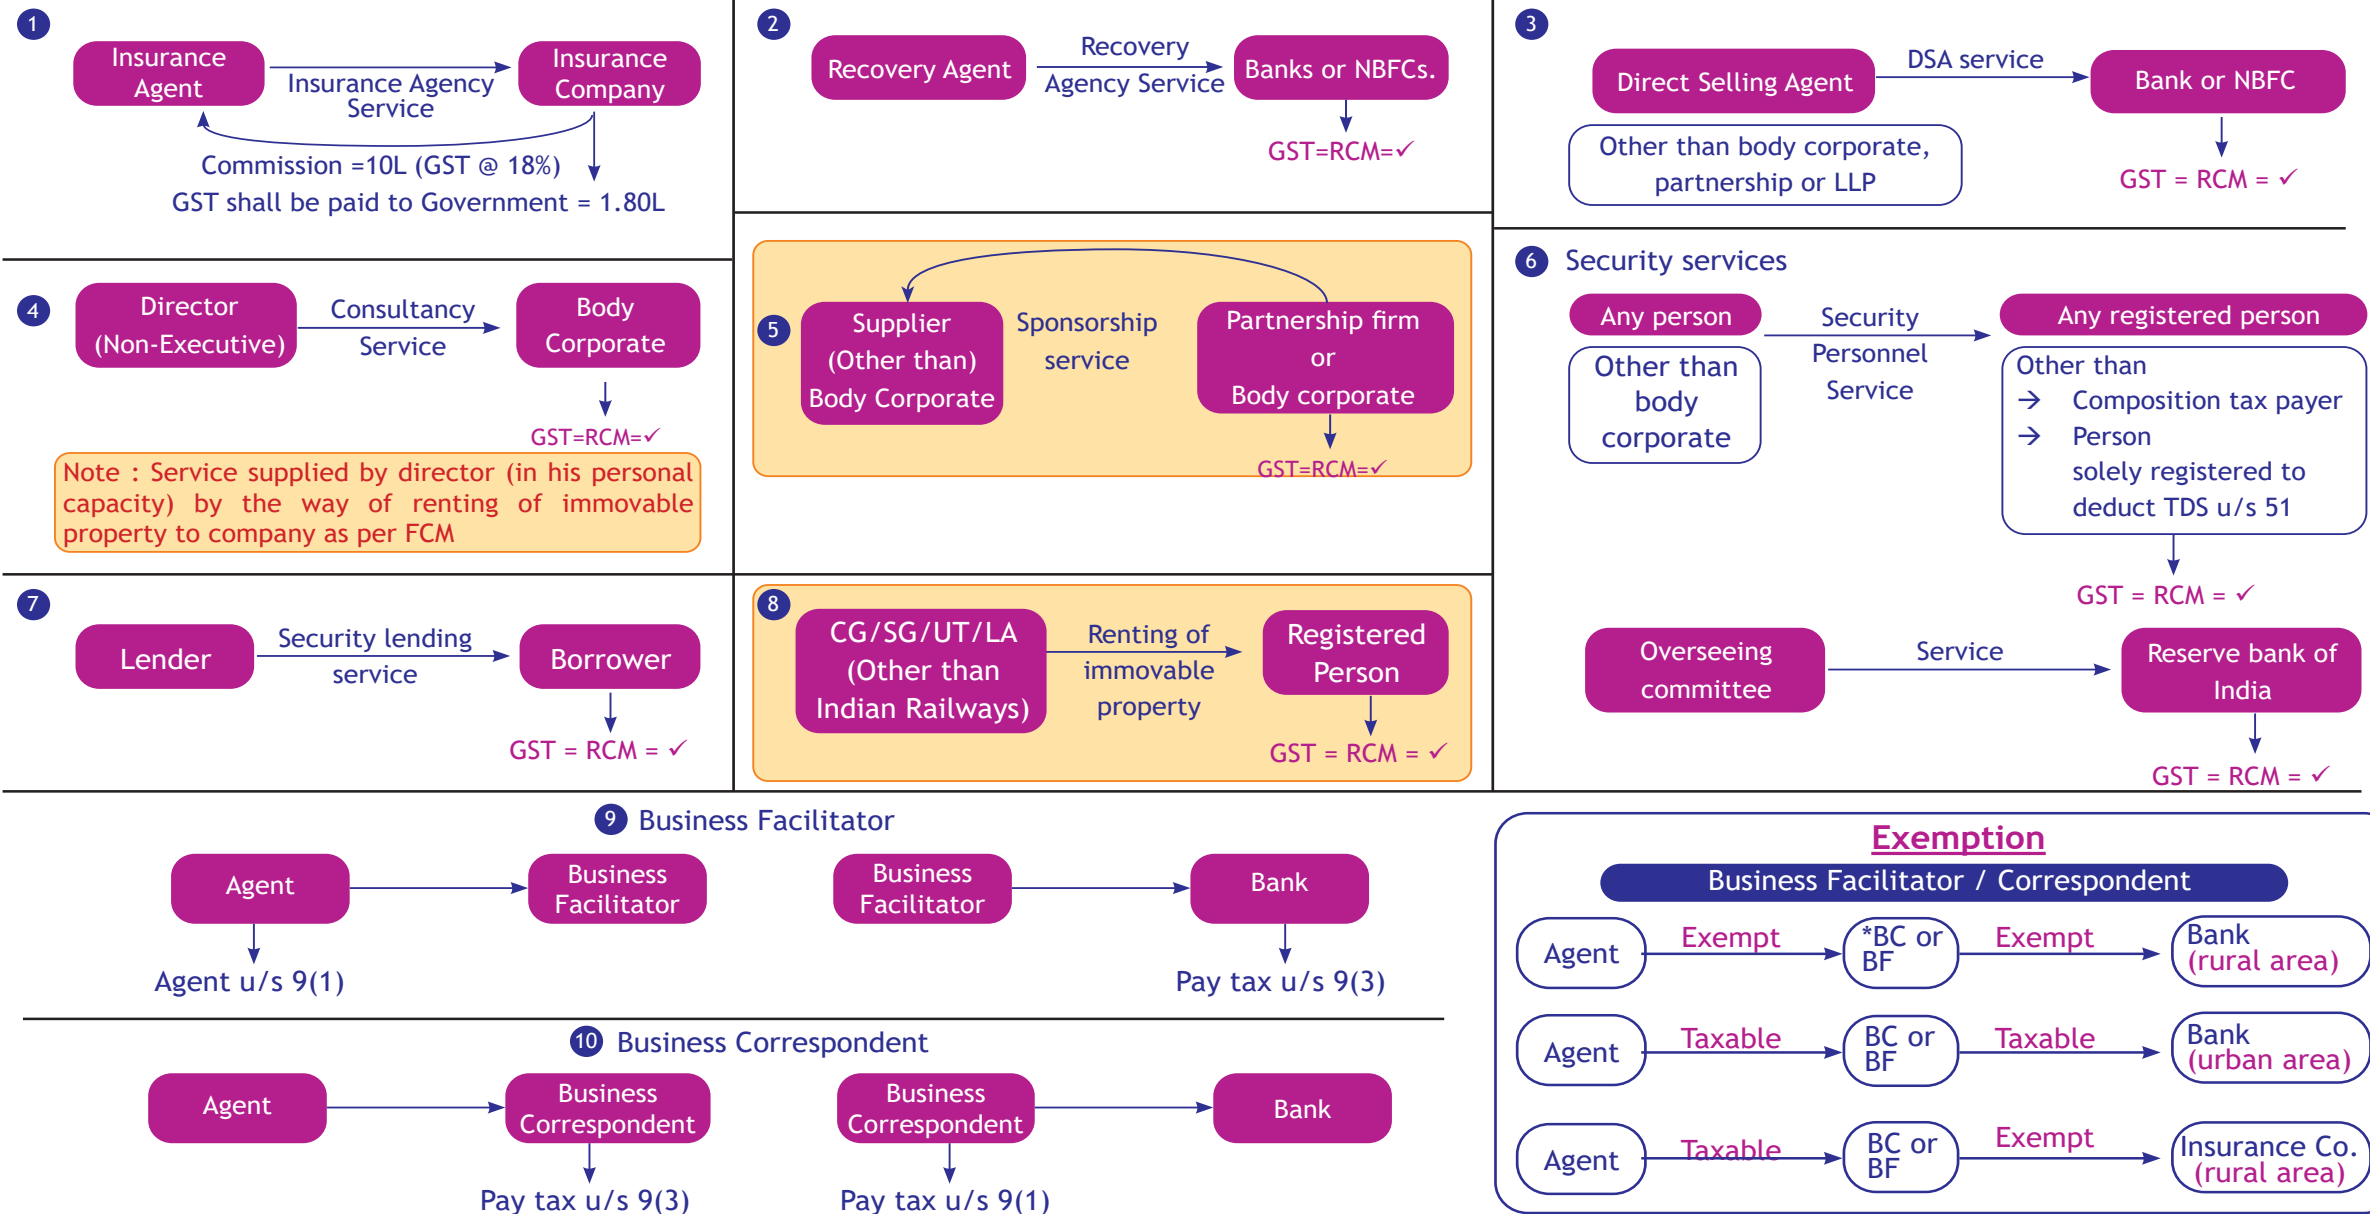 1
Insurance
Agent
Insurance Agency
Service
Insurance
Company
Commission =10L (GST @ 18%)
GST shall be paid to Government = 1.80L
2
Recovery Agent
Recovery
Agency Service
Banks or NBFCs.
GST=RCM=✓
3
Direct Selling Agent
DSA service
Bank or NBFC
Other than body corporate,
partnership or LLP
GST = RCM = ✓
4
Director
(Non-Executive)
Consultancy
Service
Body
Corporate
GST=RCM=✓
Note : Service supplied by director (in his personal
capacity) by the way of renting of immovable
property to company as per FCM
5
Supplier
(Other than)
Body Corporate
Sponsorship
service
Partnership firm
or
Body corporate
GST=RCM=✓
6 Security services
Any person
Other than
body
corporate
Security
Personnel
Service
Any registered person
Other than
→ Composition tax payer
→ Person
solely registered to
deduct TDS u/s 51
GST = RCM = ✓
Overseeing
committee
Service
Reserve bank of
India
GST = RCM = ✓
7
Lender
Security lending
service
Borrower
GST = RCM = ✓
8
CG/SG/UT/LA
(Other than
Indian Railways)
Renting of
immovable
property
Registered
Person
GST = RCM = ✓
9 Business Facilitator
Agent
Business
Facilitator
Business
Facilitator
Bank
Agent u/s 9(1)
Pay tax u/s 9(3)
10 Business Correspondent
Agent
Business
Correspondent
Business
Correspondent
Bank
Pay tax u/s 9(3)
Pay tax u/s 9(1)
Exemption
Business Facilitator / Correspondent
Agent
Exempt
*BC or
BF
Exempt
Bank
(rural area)
Agent
Taxable
BC or
BF
Taxable
Bank
(urban area)
Agent
Taxable
BC or
BF
Exempt
Insurance Co.
(rural area)